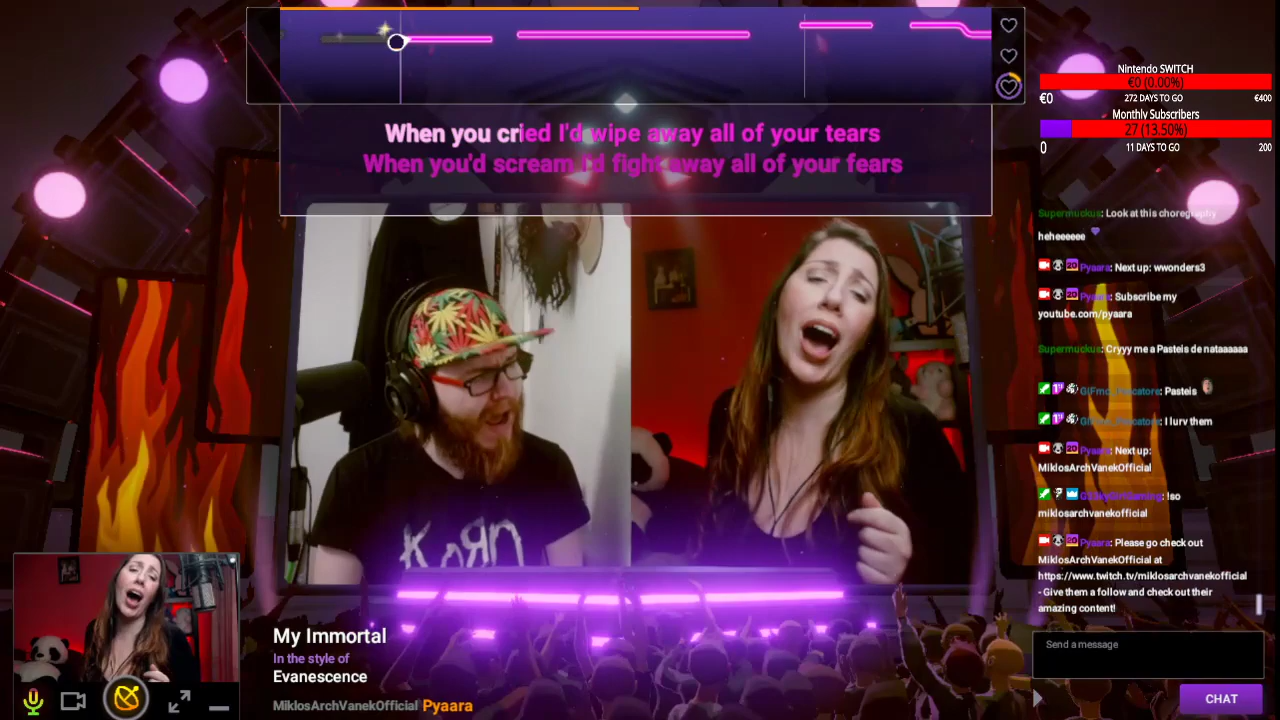 When you cried I'd wipe away all of your tears
When you'd scream I'd fight away all of your fears
Nintendo SWITCH
€0 (0.00%)
€0 272 DAYS TO GO €400
Monthly Subscribers
27 (13.50%)
0 11 DAYS TO GO 200
Supermuckus: Look at this choregraphy
heheeeeee
Pyaara: Next up: wwonders3
Pyaara: Subscribe my
youtube.com/pyaara
Supermuckus: Cryyy me a Pasteis de nataaaaaa
Pasteis
I lurv them
Pyaara: Next up:
MiklosArchVanekOfficial
!so
miklosarchvanekofficial
Pyaara: Please go check out
MiklosArchVanekOfficial at
https://www.twitch.tv/miklosarchvanekofficial
- Give them a follow and check out their
amazing content!
Send a message
CHAT
KoЯn
My Immortal
In the style of
Evanescence
MiklosArchVanekOfficial Pyaara